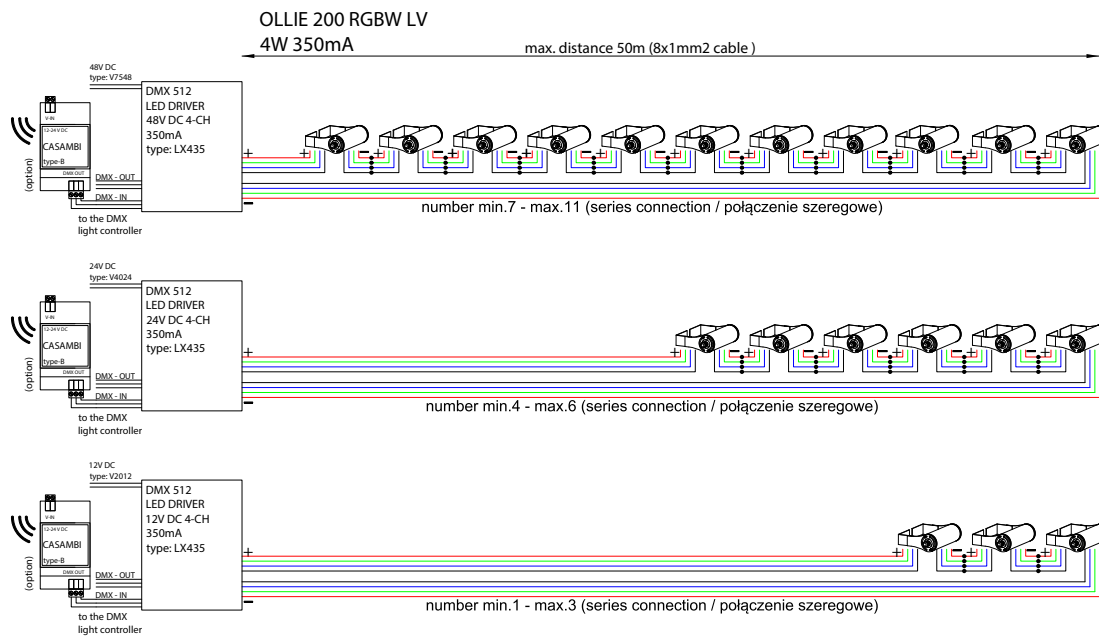 OLLIE 200 RGBW LV
4W 350mA
max. distance 50m (8x1mm2 cable )
48V DC
type: V7548
DMX 512
LED DRIVER
48V DC 4-CH
350mA
type: LX435
V-IN
12-24 V DC
CASAMBI
type-B
DMX OUT
(option)
DMX - OUT
DMX - IN
to the DMX
light controller
+
+
+
+
+
+
+
+
+
+
+
number min.7 - max.11 (series connection / połączenie szeregowe)
24V DC
type: V4024
DMX 512
LED DRIVER
24V DC 4-CH
350mA
type: LX435
V-IN
12-24 V DC
CASAMBI
type-B
DMX OUT
(option)
DMX - OUT
DMX - IN
to the DMX
light controller
number min.4 - max.6 (series connection / połączenie szeregowe)
12V DC
type: V2012
DMX 512
LED DRIVER
12V DC 4-CH
350mA
type: LX435
V-IN
12-24 V DC
CASAMBI
type-B
DMX OUT
(option)
DMX - OUT
DMX - IN
to the DMX
light controller
number min.1 - max.3 (series connection / połączenie szeregowe)